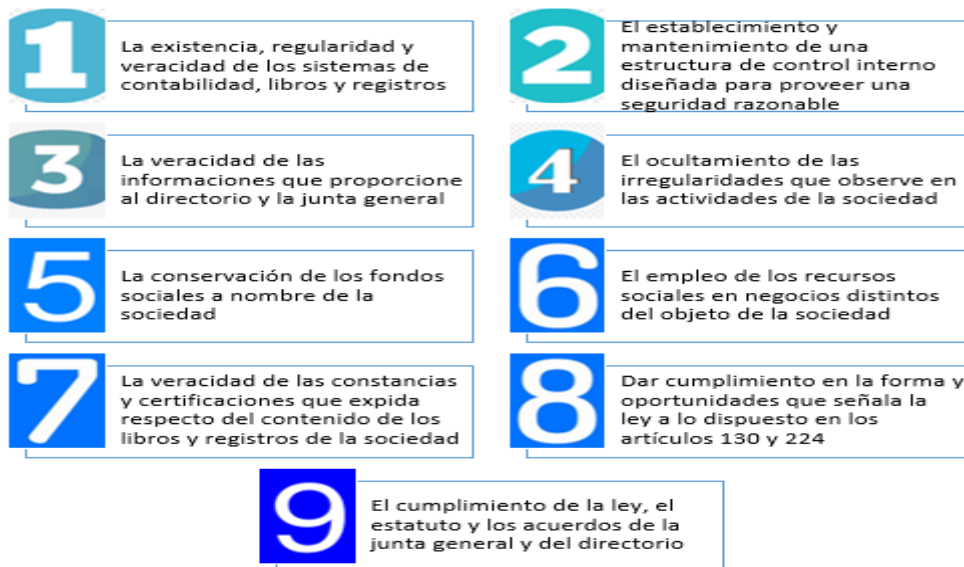 1
La existencia, regularidad y
veracidad de los sistemas de
contabilidad, libros y registros
2
El establecimiento y
mantenimiento de una
estructura de control interno
diseñada para proveer una
seguridad razonable
3
La veracidad de las
informaciones que proporcione
al directorio y la junta general
4
El ocultamiento de las
irregularidades que observe en
las actividades de la sociedad
5
La conservación de los fondos
sociales a nombre de la
sociedad
6
El empleo de los recursos
sociales en negocios distintos
del objeto de la sociedad
7
La veracidad de las constancias
y certificaciones que expida
respecto del contenido de los
libros y registros de la sociedad
8
Dar cumplimiento en la forma y
oportunidades que señala la
ley a lo dispuesto en los
artículos 130 y 224
9
El cumplimiento de la ley, el
estatuto y los acuerdos de la
junta general y del directorio